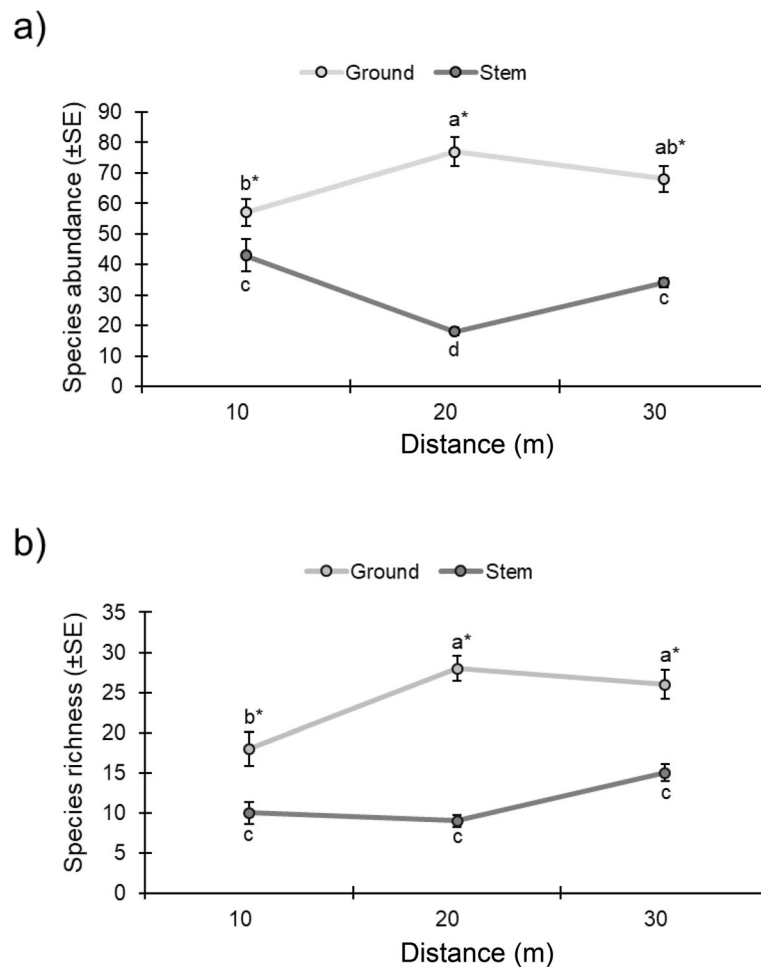 a)
Ground Stem
Species abundance (±SE)
90
80
70
60
50
40
30
20
10
0
b*
a*
ab*
c
d
c
10 20 30
Distance (m)
b)
Ground Stem
Species richness (±SE)
35
30
25
20
15
10
5
0
b*
a*
a*
c
c
c
10 20 30
Distance (m)